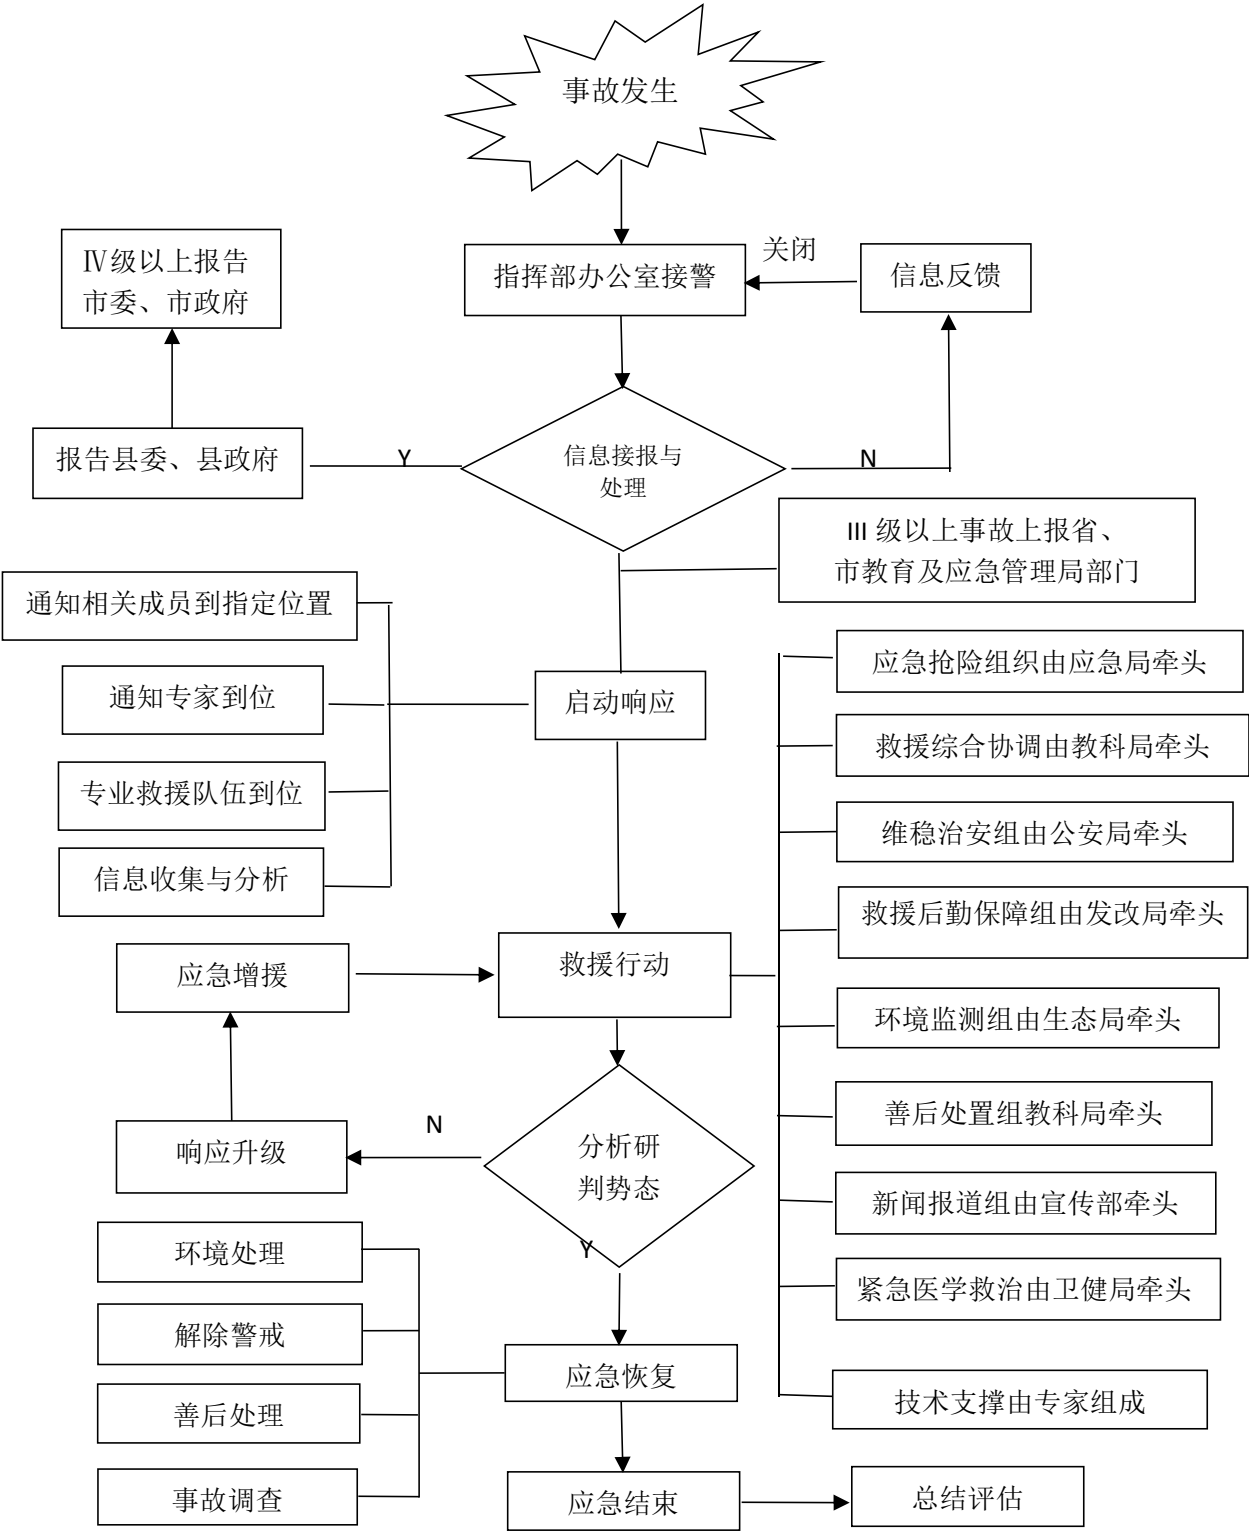 事故发生
Ⅳ级以上报告
市委、市政府
指挥部办公室接警
关闭
信息反馈
报告县委、县政府
Y
信息接报与
处理
N
III 级以上事故上报省、
市教育及应急管理局部门
通知相关成员到指定位置
通知专家到位
专业救援队伍到位
信息收集与分析
启动响应
应急抢险组织由应急局牵头
救援综合协调由教科局牵头
维稳治安组由公安局牵头
救援后勤保障组由发改局牵头
环境监测组由生态局牵头
善后处置组教科局牵头
新闻报道组由宣传部牵头
紧急医学救治由卫健局牵头
技术支撑由专家组成
应急增援
救援行动
响应升级
N
分析研
判势态
Y
环境处理
解除警戒
善后处理
事故调查
应急恢复
应急结束
总结评估